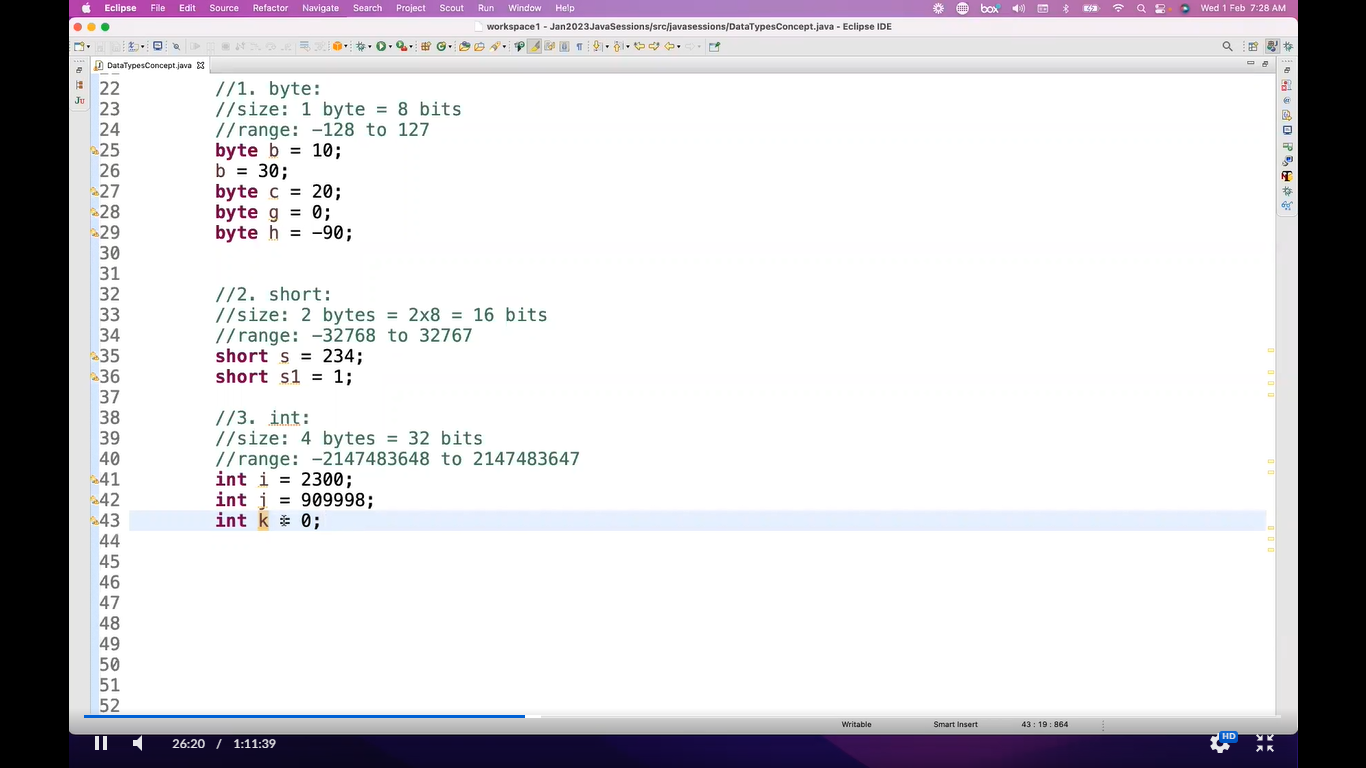 Eclipse File Edit Source Refactor Navigate Search Project Scout Run Window Help box Wed 1 Feb 7:28 AM
workspace1 - Jan2023JavaSessions/src/javasessions/DataTypesConcept.java - Eclipse IDE
DataTypesConcept.java
22 //1. byte:
23 //size: 1 byte = 8 bits
24 //range: -128 to 127
25 byte b = 10;
26 b = 30;
27 byte c = 20;
28 byte g = 0;
29 byte h = -90;
30
31
32 //2. short:
33 //size: 2 bytes = 2x8 = 16 bits
34 //range: -32768 to 32767
35 short s = 234;
36 short s1 = 1;
37
38 //3. int:
39 //size: 4 bytes = 32 bits
40 //range: -2147483648 to 2147483647
41 int i = 2300;
42 int j = 909998;
43 int k = 0;
44
45
46
47
48
49
50
51
52
Writable Smart Insert 43 : 19 : 864
26:20 / 1:11:39 HD